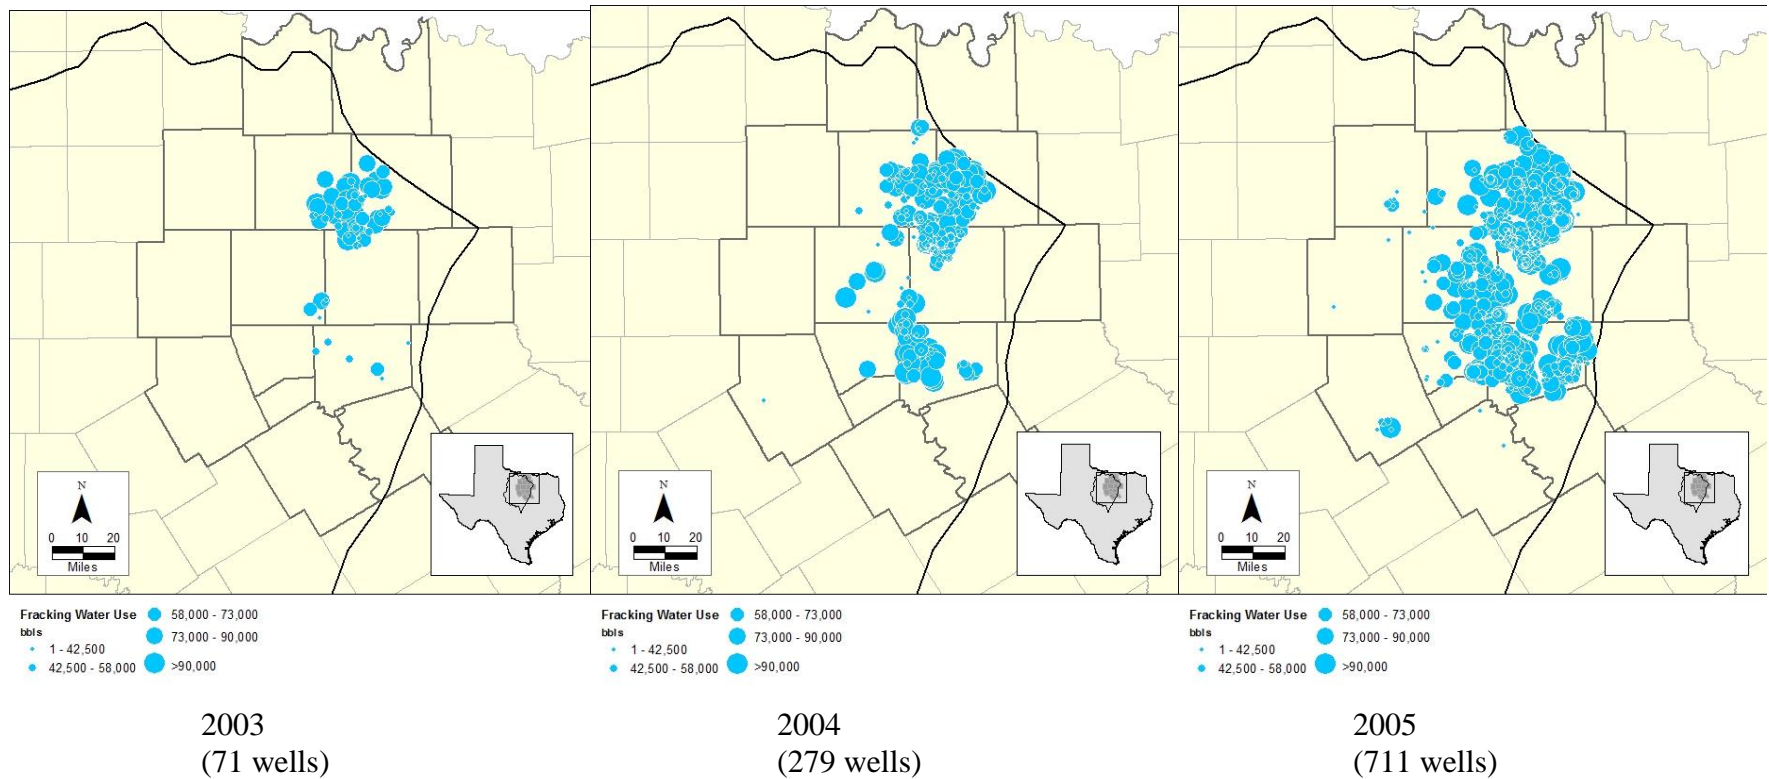 N
0 10 20
Miles
Fracking Water Use
bbls
1 - 42,500
42,500 - 58,000
58,000 - 73,000
73,000 - 90,000
>90,000
2003
(71 wells)
N
0 10 20
Miles
Fracking Water Use
bbls
1 - 42,500
42,500 - 58,000
58,000 - 73,000
73,000 - 90,000
>90,000
2004
(279 wells)
N
0 10 20
Miles
Fracking Water Use
bbls
1 - 42,500
42,500 - 58,000
58,000 - 73,000
73,000 - 90,000
>90,000
2005
(711 wells)